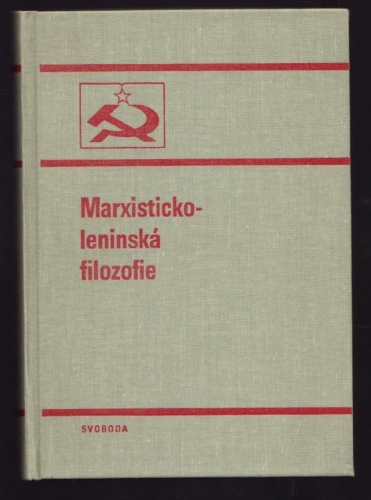 Marxisticko-
leninská
filozofie
SVOBODA